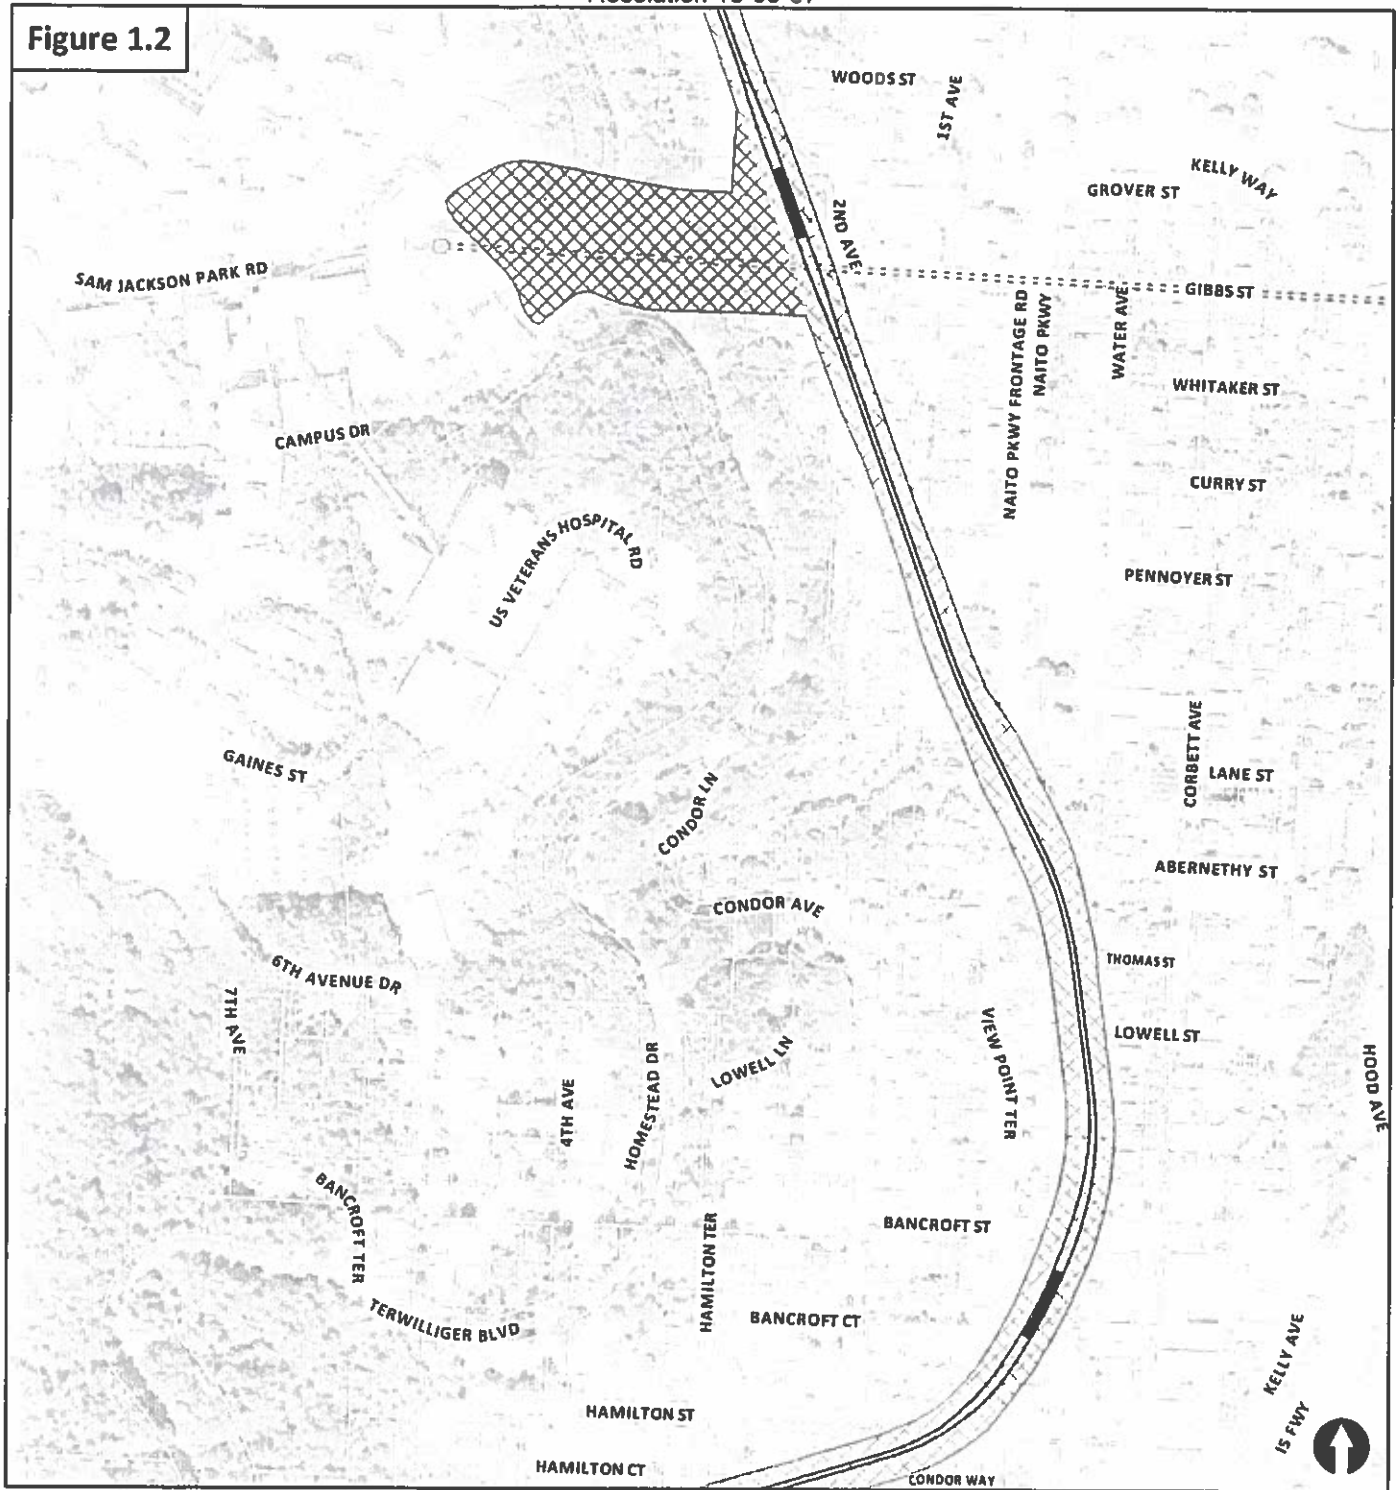 Figure 1.2
WOODS ST
1ST AVE
KELLY WAY
GROVER ST
2ND AVE
SAM JACKSON PARK RD
GIBBS ST
NAITO PKWY FRONTAGE RD
NAITO PKWY
WATER AVE
WHITAKER ST
CAMPUS DR
CURRY ST
US VETERANS HOSPITAL RD
PENNOYER ST
GAINES ST
CORBETT AVE
LANE ST
CONDOR LN
ABERNETHY ST
CONDOR AVE
THOMAS ST
6TH AVENUE DR
7TH AVE
VIEW POINT TER
LOWELL ST
LOWELL LN
HOOD AVE
4TH AVE
HOMESTEAD DR
BANCROFT TER
BANCROFT ST
HAMILTON TER
TERWILLIGER BLVD
BANCROFT CT
KELLY AVE
HAMILTON ST
I5 FWY
HAMILTON CT
CONDOR WAY